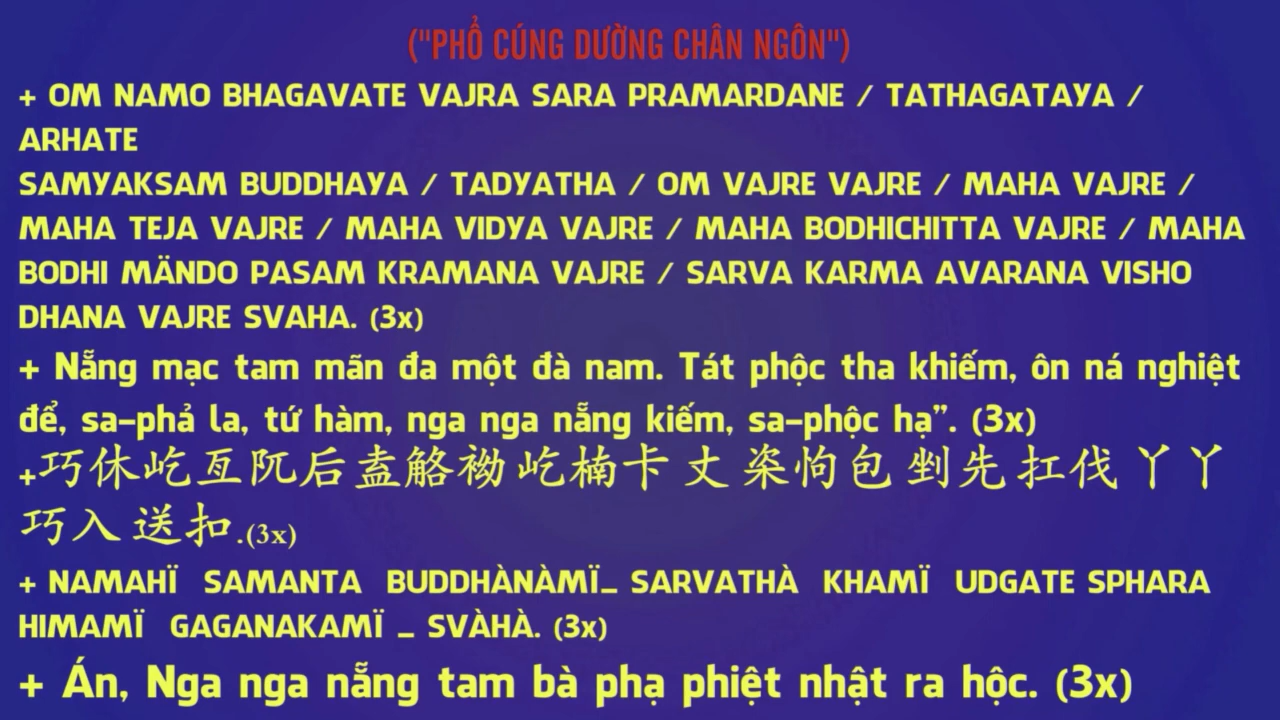 ("PHỔ CÚNG DƯỜNG CHÂN NGÔN")
+ OM NAMO BHAGAVATE VAJRA SARA PRAMARDANE / TATHAGATAYA /
ARHATE
SAMYAKSAM BUDDHAYA / TADYATHA / OM VAJRE VAJRE / MAHA VAJRE /
MAHA TEJA VAJRE / MAHA VIDYA VAJRE / MAHA BODHICHITTA VAJRE / MAHA
BODHI MÄNDO PASAM KRAMANA VAJRE / SARVA KARMA AVARANA VISHO
DHANA VAJRE SVAHA. (3x)
+ Nẵng mạc tam mãn đa một đà nam. Tát phộc tha khiếm, ôn ná nghiệt
để, sa-phả la, tứ hàm, nga nga nẵng kiếm, sa-phộc hạ”. (3x)
+巧休屹亙阢后盍觡袎屹楠卡丈 栥恦包 剉先扛伐丫丫
巧入送扣.(3x)
+ NAMAHÏ SAMANTA BUDDHÀNÀMÏ_ SARVATHÀ KHAMÏ UDGATE SPHARA
HIMAMÏ GAGANAKAMÏ _ SVÀHÀ. (3x)
+ Án, Nga nga nẵng tam bà phạ phiệt nhật ra hộc. (3x)